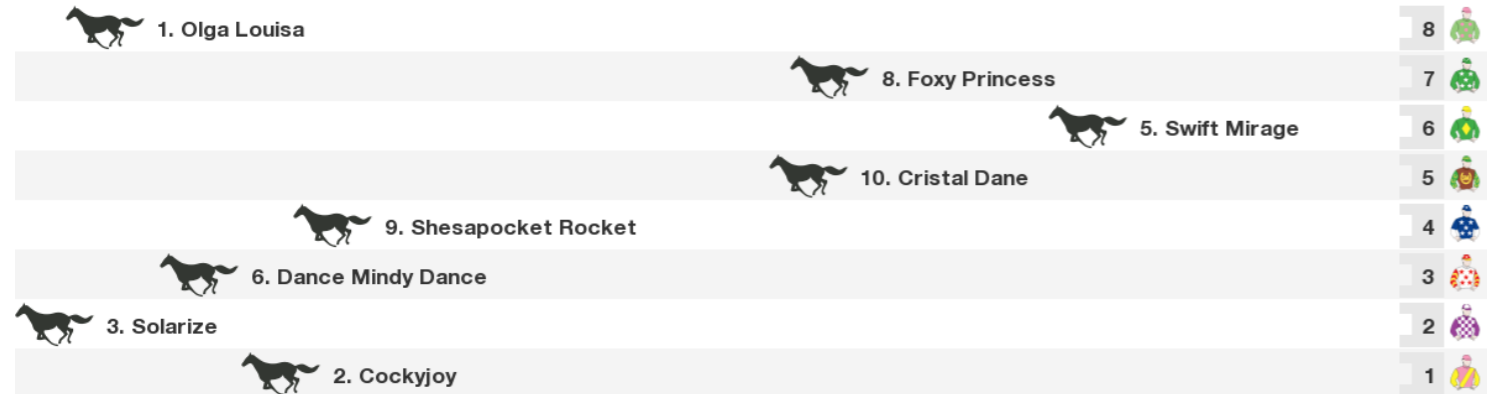 1. Olga Louisa 8
8. Foxy Princess 7
5. Swift Mirage 6
10. Cristal Dane 5
9. Shesapocket Rocket 4
6. Dance Mindy Dance 3
3. Solarize 2
2. Cockyjoy 1